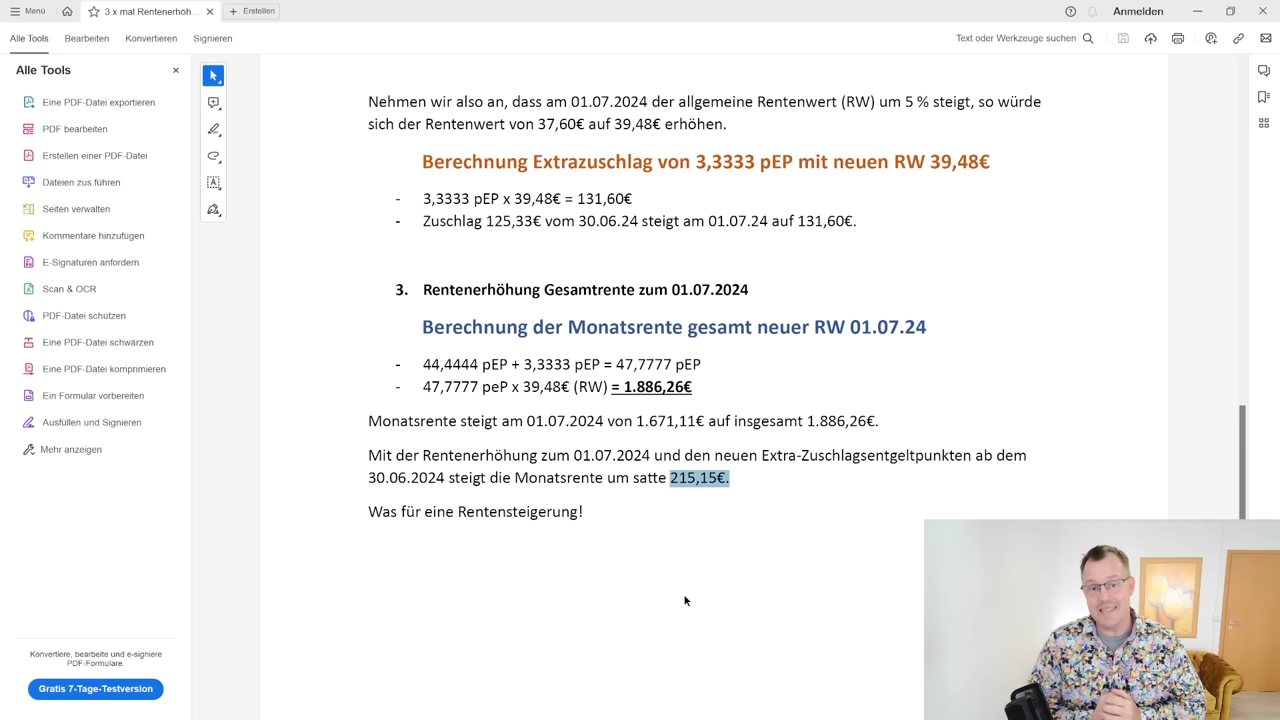 Menü
3 x mal Rentenerhöh...
Erstellen
Anmelden
Alle Tools
Bearbeiten
Konvertieren
Signieren
Text oder Werkzeuge suchen
Alle Tools
Eine PDF-Datei exportieren
PDF bearbeiten
Erstellen einer PDF-Datei
Dateien zus.führen
Seiten verwalten
Kommentare hinzufügen
E-Signaturen anfordern
Scan & OCR
PDF-Datei schützen
Eine PDF-Datei schwärzen
Eine PDF-Datei komprimieren
Ein Formular vorbereiten
Ausfüllen und Signieren
Mehr anzeigen
Konvertiere, bearbeite und e-signiere
PDF-Formulare.
Gratis 7-Tage-Testversion
Nehmen wir also an, dass am 01.07.2024 der allgemeine Rentenwert (RW) um 5 % steigt, so würde
sich der Rentenwert von 37,60€ auf 39,48€ erhöhen.
Berechnung Extrazuschlag von 3,3333 pEP mit neuen RW 39,48€
- 3,3333 pEP x 39,48€ = 131,60€
- Zuschlag 125,33€ vom 30.06.24 steigt am 01.07.24 auf 131,60€.
3. Rentenerhöhung Gesamtrente zum 01.07.2024
Berechnung der Monatsrente gesamt neuer RW 01.07.24
- 44,4444 pEP + 3,3333 pEP = 47,7777 pEP
- 47,7777 peP x 39,48€ (RW) = 1.886,26€
Monatsrente steigt am 01.07.2024 von 1.671,11€ auf insgesamt 1.886,26€.
Mit der Rentenerhöhung zum 01.07.2024 und den neuen Extra-Zuschlagsentgeltpunkten ab dem
30.06.2024 steigt die Monatsrente um satte 215,15€.
Was für eine Rentensteigerung!